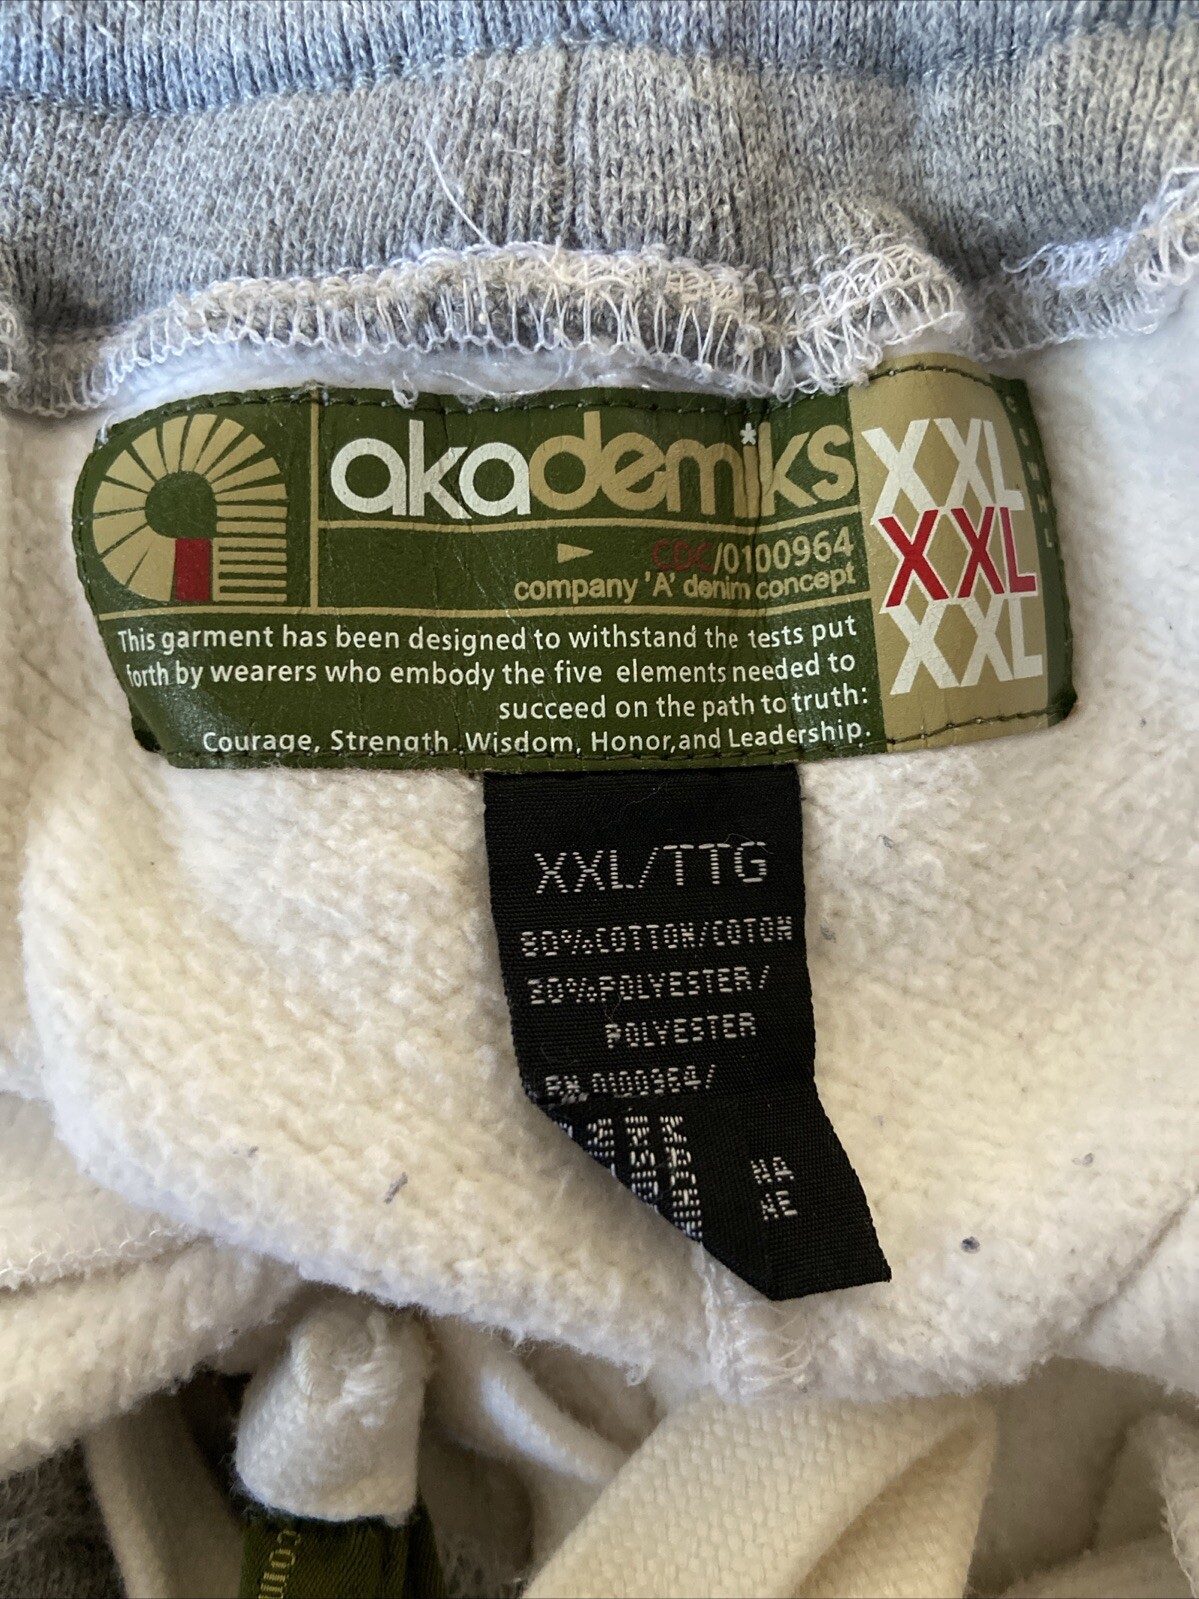 akademiks
CDC/0100964
company 'A' denim concept
This garment has been designed to withstand the tests put
forth by wearers who embody the five elements needed to
succeed on the path to truth:
Courage, Strength, Wisdom, Honor, and Leadership.
XXL
XXL
XXL
XXL/TTG
80%COTTON/COTON
20%POLYESTER/
POLYESTER
RN 0100964/
NA
NE